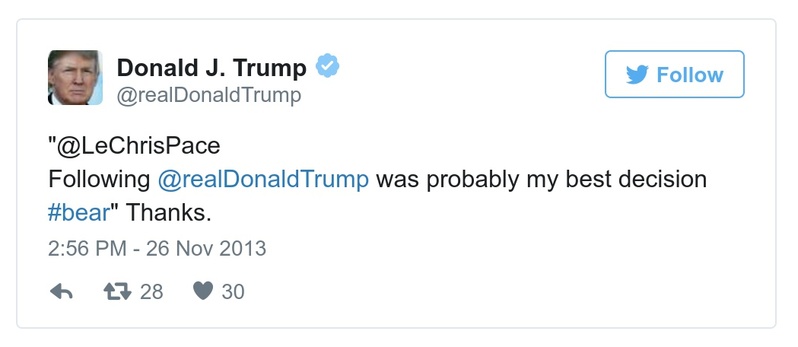 Donald J. Trump
@realDonaldTrump
Follow
"@LeChrisPace
Following @realDonaldTrump was probably my best decision
#bear" Thanks.
2:56 PM - 26 Nov 2013
28 30